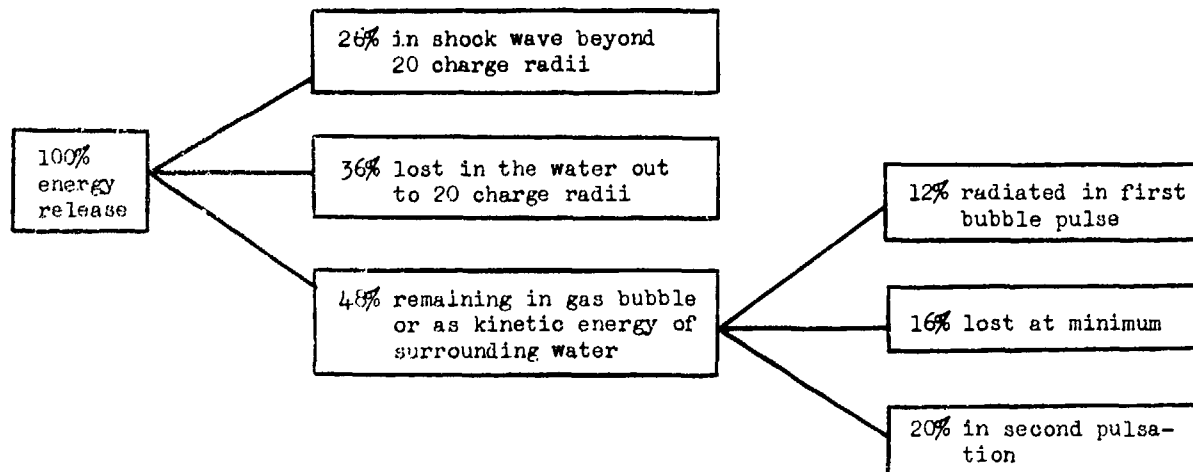 26% in shock wave beyond
20 charge radii
100%
energy
release
36% lost in the water out
to 20 charge radii
48% remaining in gas bubble
or as kinetic energy of
surrounding water
12% radiated in first
bubble pulse
16% lost at minimum
20% in second pulsa-
tion